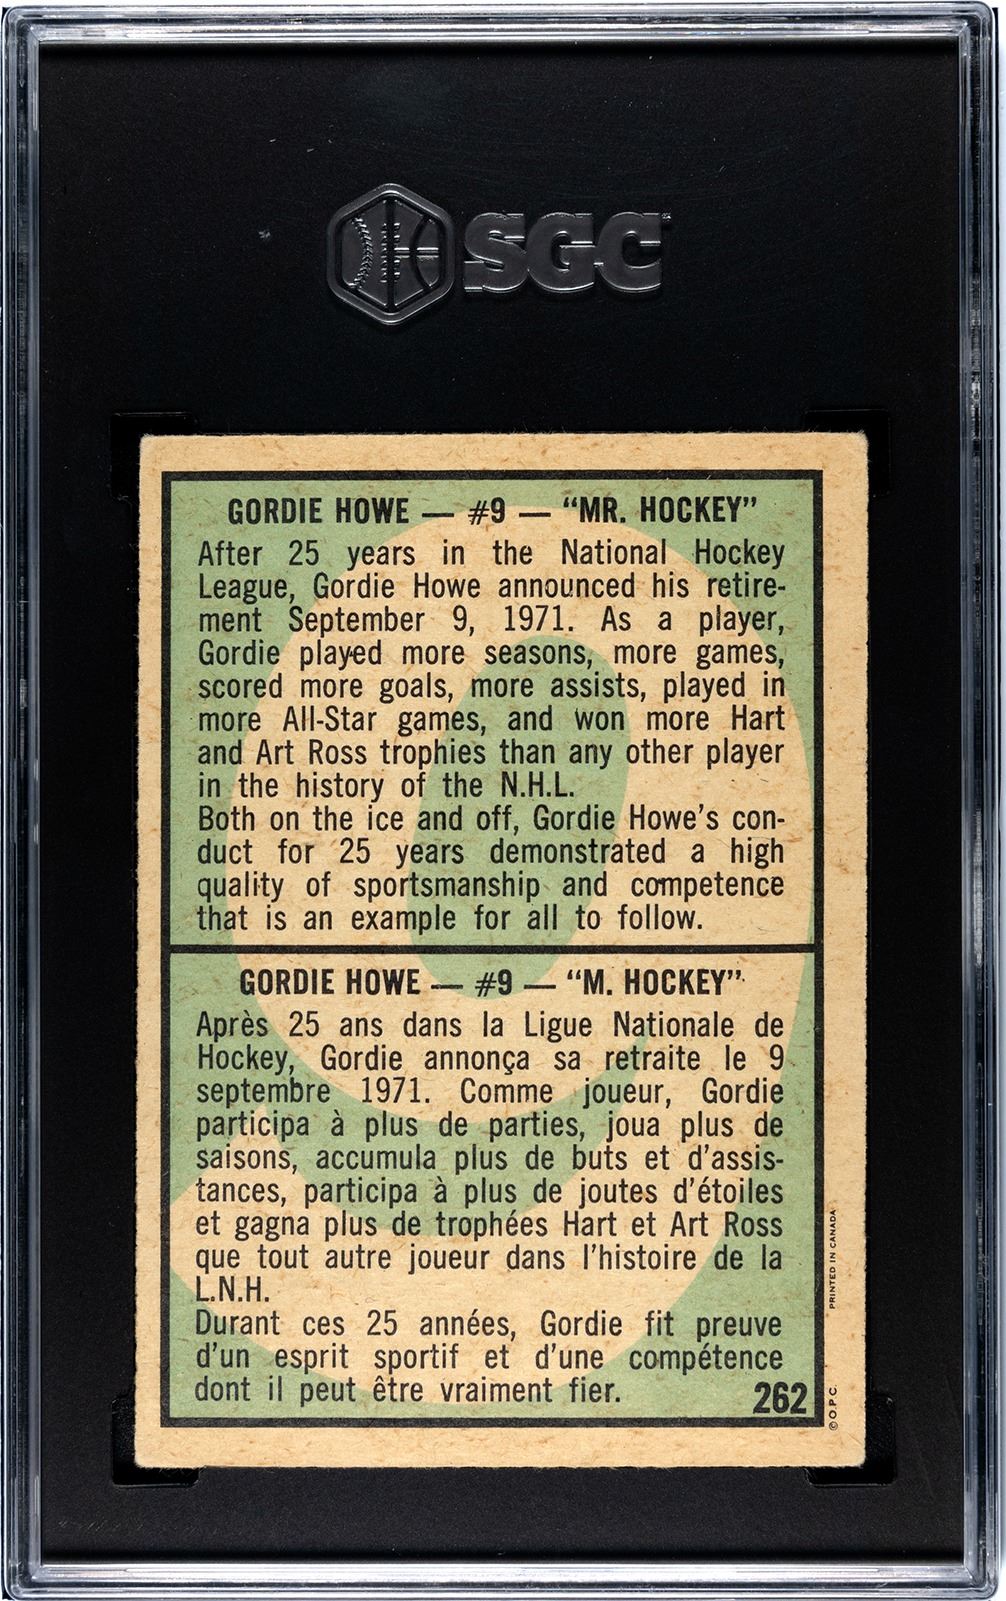 SGC
GORDIE HOWE — #9 — “MR. HOCKEY”
After 25 years in the National Hockey
League, Gordie Howe announced his retire-
ment September 9, 1971. As a player,
Gordie played more seasons, more games,
scored more goals, more assists, played in
more All-Star games, and won more Hart
and Art Ross trophies than any other player
in the history of the N.H.L.
Both on the ice and off, Gordie Howe’s con-
duct for 25 years demonstrated a high
quality of sportsmanship and competence
that is an example for all to follow.
GORDIE HOWE — #9 — “M. HOCKEY”
Après 25 ans dans la Ligue Nationale de
Hockey, Gordie annonça sa retraite le 9
septembre 1971. Comme joueur, Gordie
participa à plus de parties, joua plus de
saisons, accumula plus de buts et d’assis-
tances, participa à plus de joutes d’étoiles
et gagna plus de trophées Hart et Art Ross
que tout autre joueur dans l’histoire de la
L.N.H.
Durant ces 25 années, Gordie fit preuve
d’un esprit sportif et d’une compétence
dont il peut être vraiment fier.
262
© O.P.C.
PRINTED IN CANADA